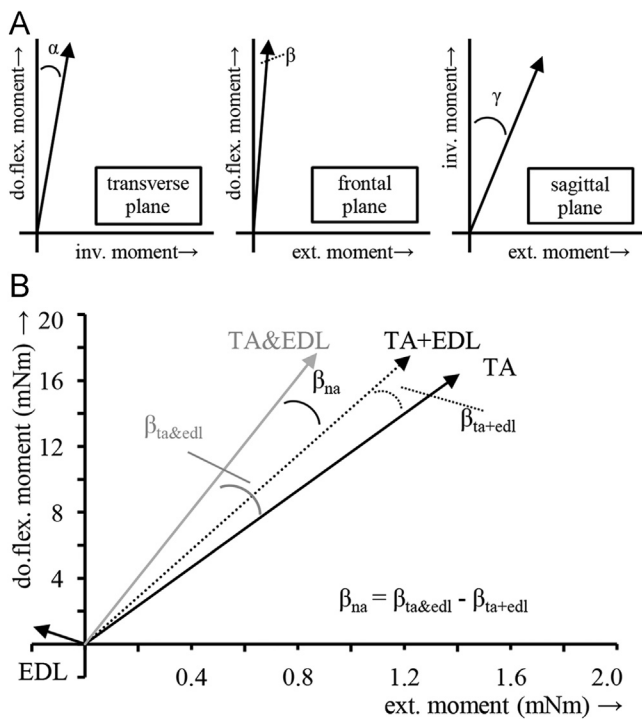 A
do.flex. moment→
α
transverse
plane
inv. moment→
do.flex. moment→
β
frontal
plane
ext. moment→
inv. moment→
γ
sagittal
plane
ext. moment→
B
do.flex. moment (mNm) →
20
16
12
8
4
TA&EDL
TA+EDL
TA
βna
βta&edl
βta+edl
βna = βta&edl - βta+edl
EDL
0.4 0.8 1.2 1.6 2.0
ext. moment (mNm) →